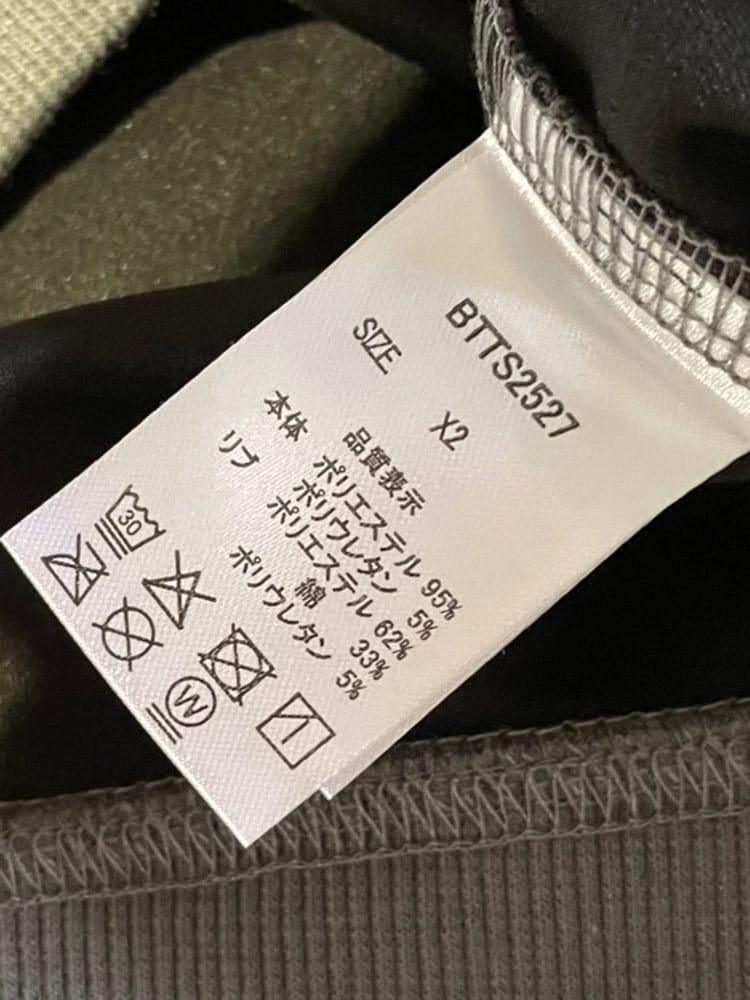 BTTS2527
SIZE X2
品質表示
本体 ポリエステル 95%
ポリウレタン 5%
リブ ポリエステル 62%
綿 33%
ポリウレタン 5%
30
W